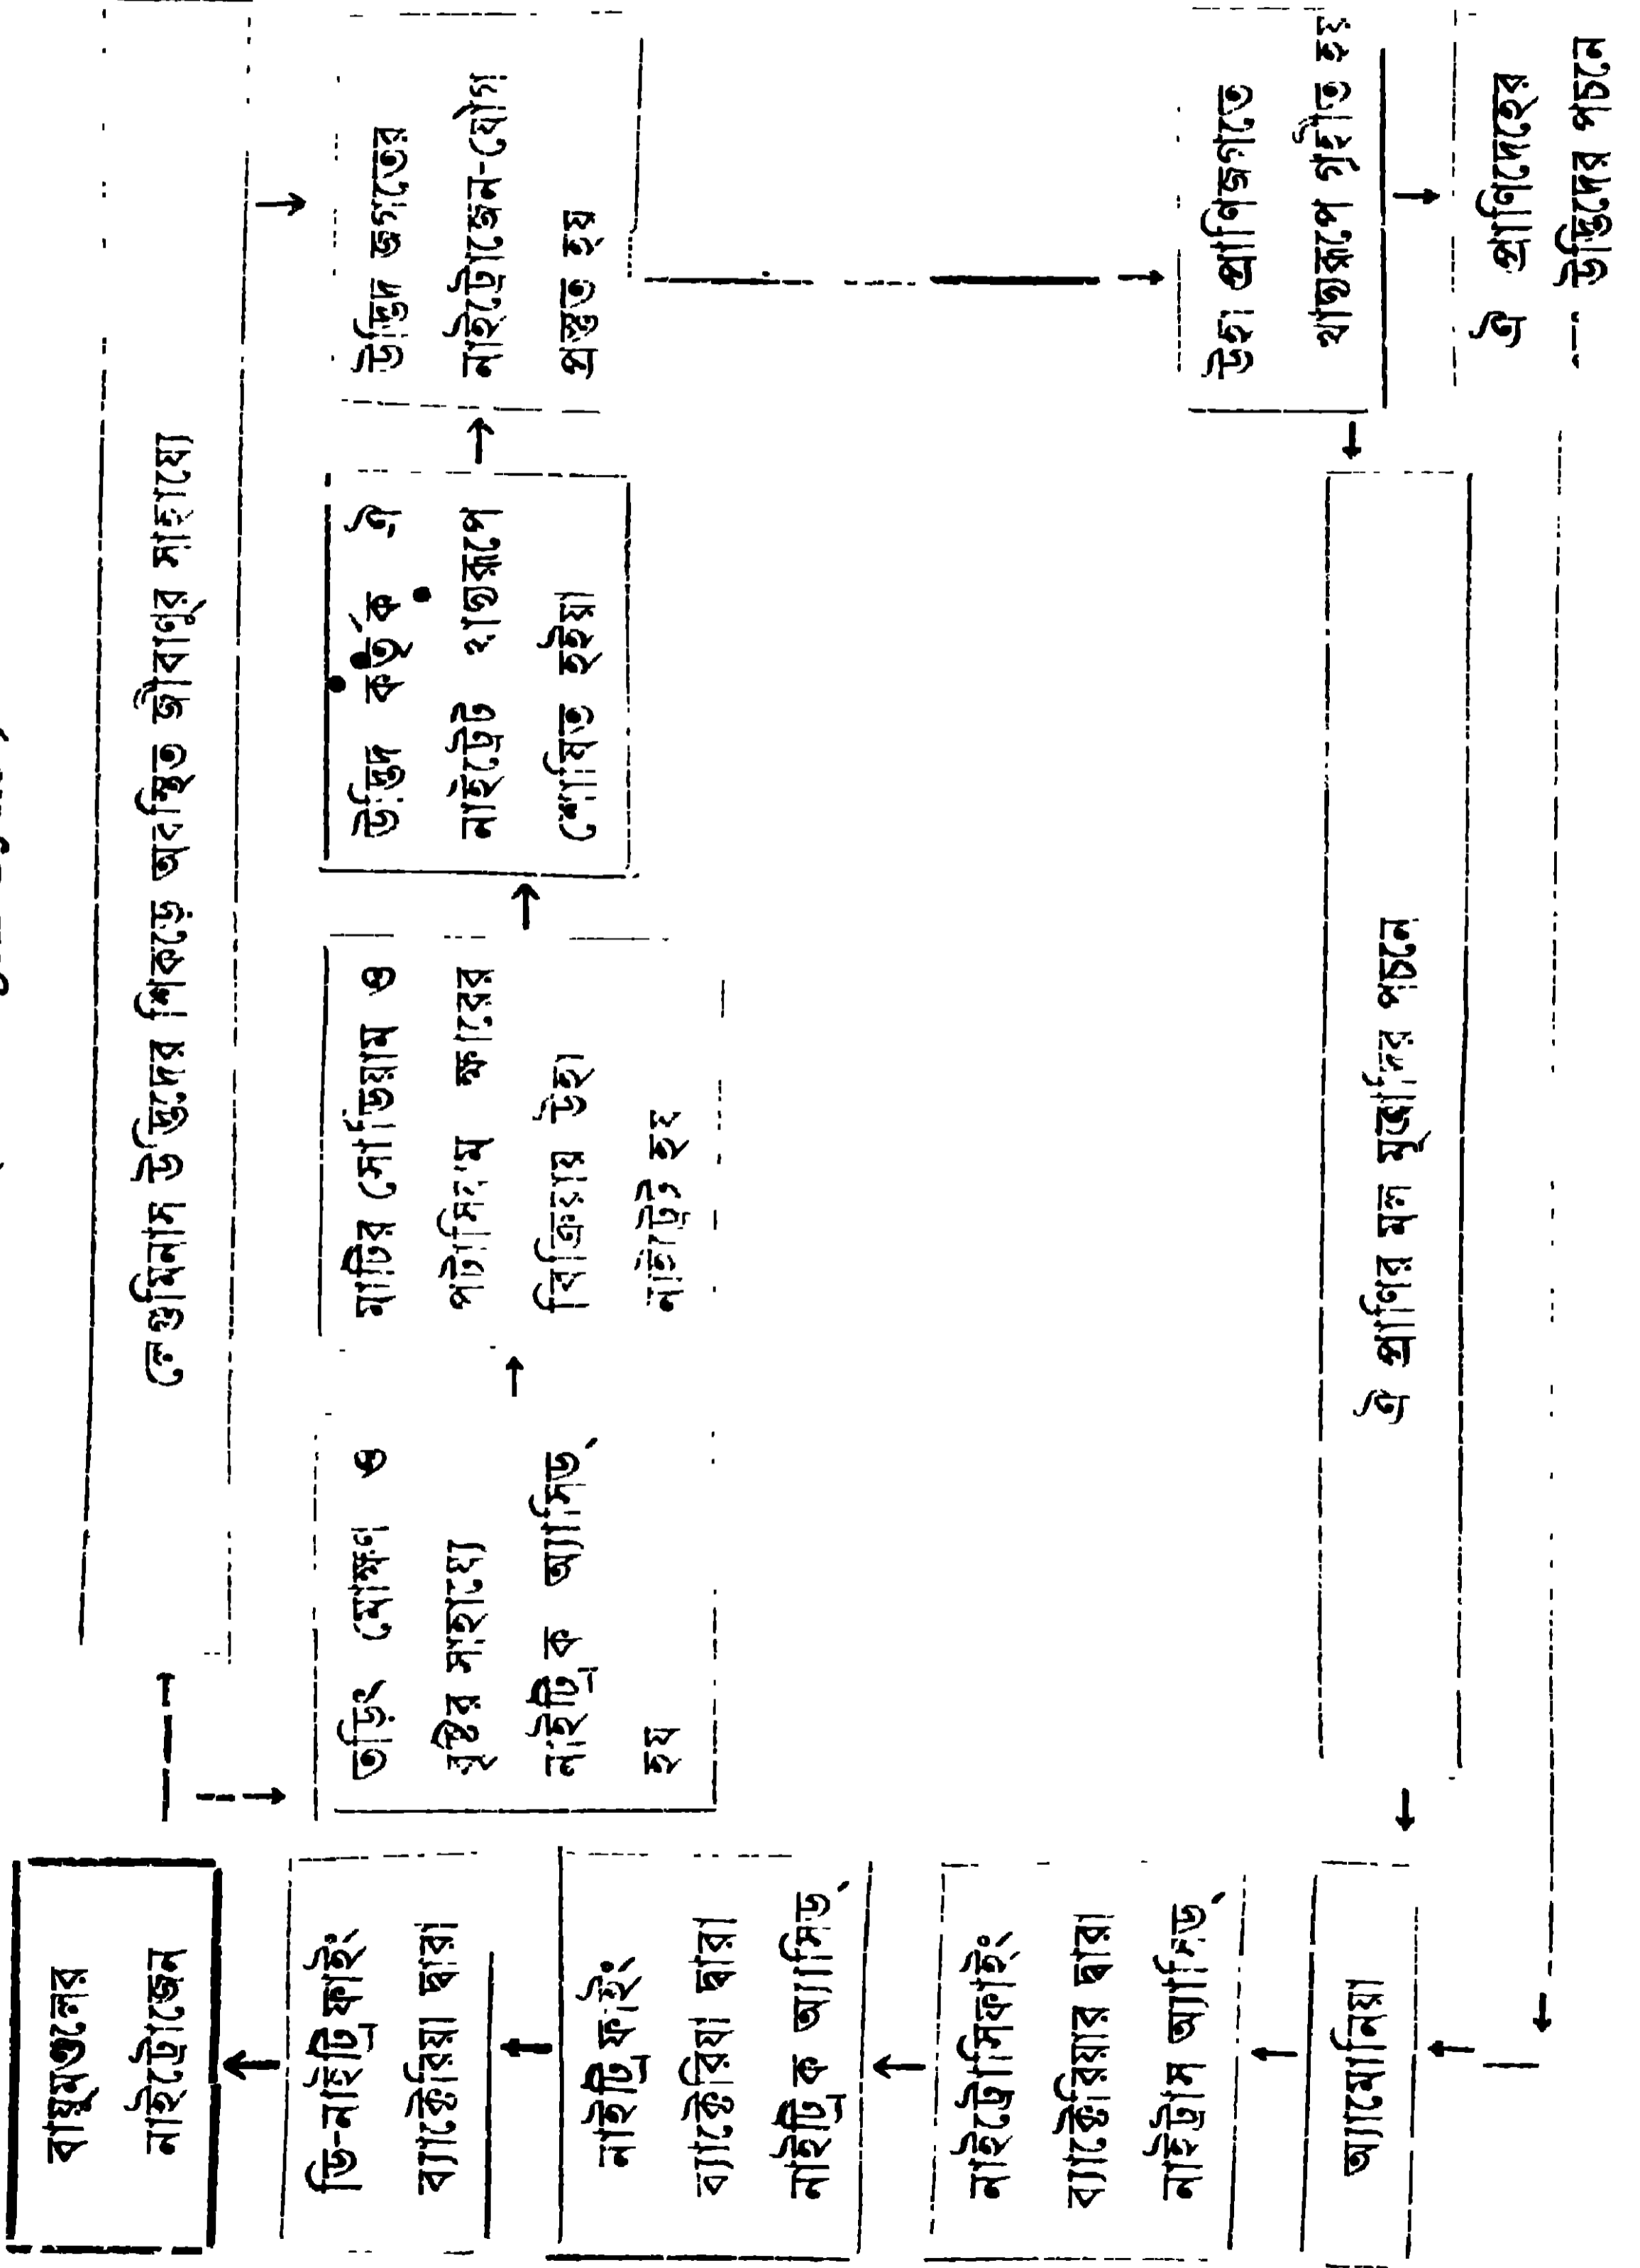 লেগুমিনাস উদ্ভিদের শিকড়ে অবস্থিত জীবাণুর সাহায্যে
বায়ুমণ্ডলের
নাইট্রোজেন
তড়িৎ মোক্ষণ ও
বৃষ্টির সাহায্যে
নাইট্রিক অ্যাসিড্
হয়
মাটির সোডিয়াম ও
পটাসিয়াম ক্ষারের
বিক্রিয়ায় উহা
নাইট্রেট হয়
উদ্ভিদ কর্তৃক ঐ
নাইট্রেট খাদ্যরূপে
শোষিত হইয়া
উদ্ভিদ জগতের
নাইট্রোজেন-যৌগ
প্রস্তুত হয়
ডি-নাইট্রিফাইং
ব্যাক্টেরিয়া দ্বারা
নাইট্রিফাইং
ব্যাক্টেরিয়া দ্বারা
নাইট্রিক অ্যাসিড্
নাইট্রোসিফাইং
ব্যাক্টেরিয়ার দ্বারা
নাইট্রাস অ্যাসিড্
অ্যামোনিয়া
ঐ প্রাণির মল মূত্রাদির পচনে
উহা প্রাণিজগতে
খাদ্যরূপে গৃহীত হয়
ঐ প্রাণিদেহের
উদ্ভিদের পচনে